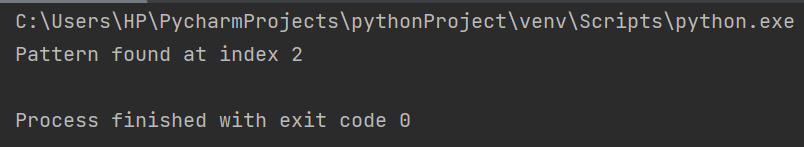 C:\Users\HP\PycharmProjects\pythonProject\venv\Scripts\python.exe
Pattern found at index 2
Process finished with exit code 0